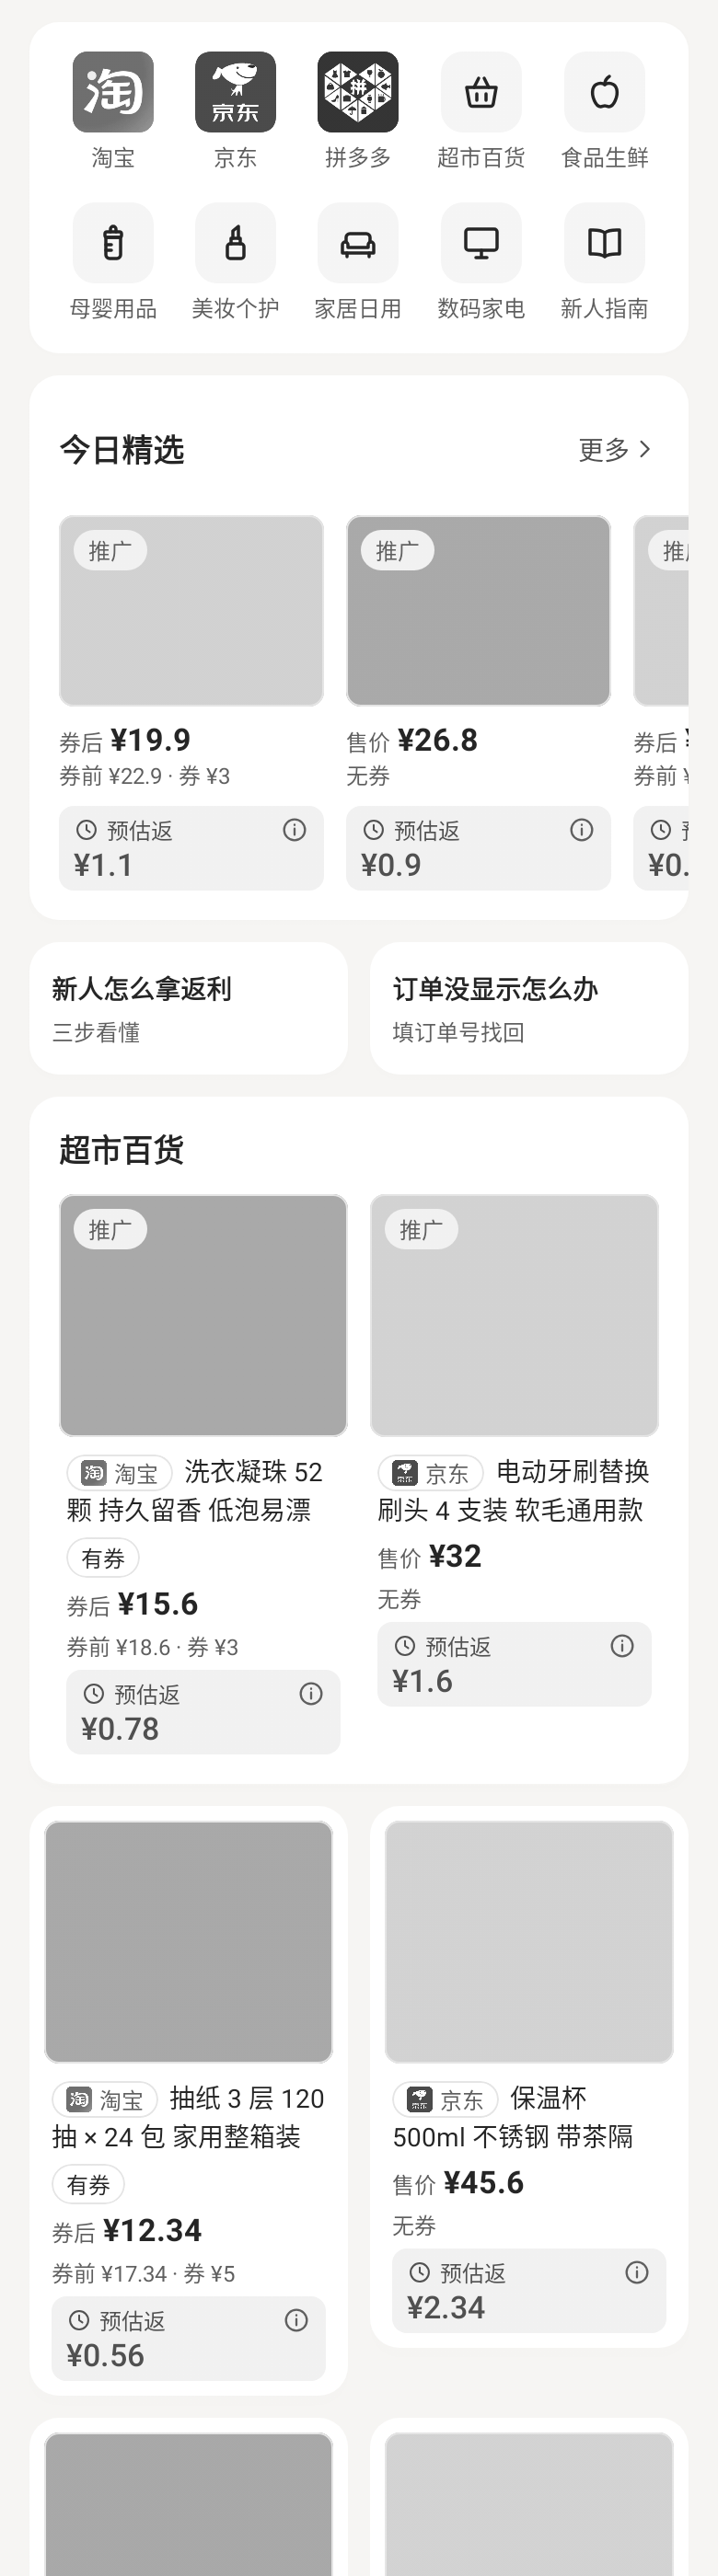 淘
京东
拼
淘宝
京东
拼多多
超市百货
食品生鲜
母婴用品
美妆个护
家居日用
数码家电
新人指南
今日精选
更多
推广
推广
券后 ¥19.9
券前 ¥22.9 · 券 ¥3
预估返
¥1.1
售价 ¥26.8
无券
预估返
¥0.9
推
券后
券前
¥0.
新人怎么拿返利
三步看懂
订单没显示怎么办
填订单号找回
超市百货
推广
推广
淘 淘宝 洗衣凝珠 52
颗 持久留香 低泡易漂
有券
券后 ¥15.6
券前 ¥18.6 · 券 ¥3
预估返
¥0.78
京东 电动牙刷替换
刷头 4 支装 软毛通用款
售价 ¥32
无券
预估返
¥1.6
淘 淘宝 抽纸 3 层 120
抽 × 24 包 家用整箱装
有券
券后 ¥12.34
券前 ¥17.34 · 券 ¥5
预估返
¥0.56
京东 保温杯
500ml 不锈钢 带茶隔
售价 ¥45.6
无券
预估返
¥2.34